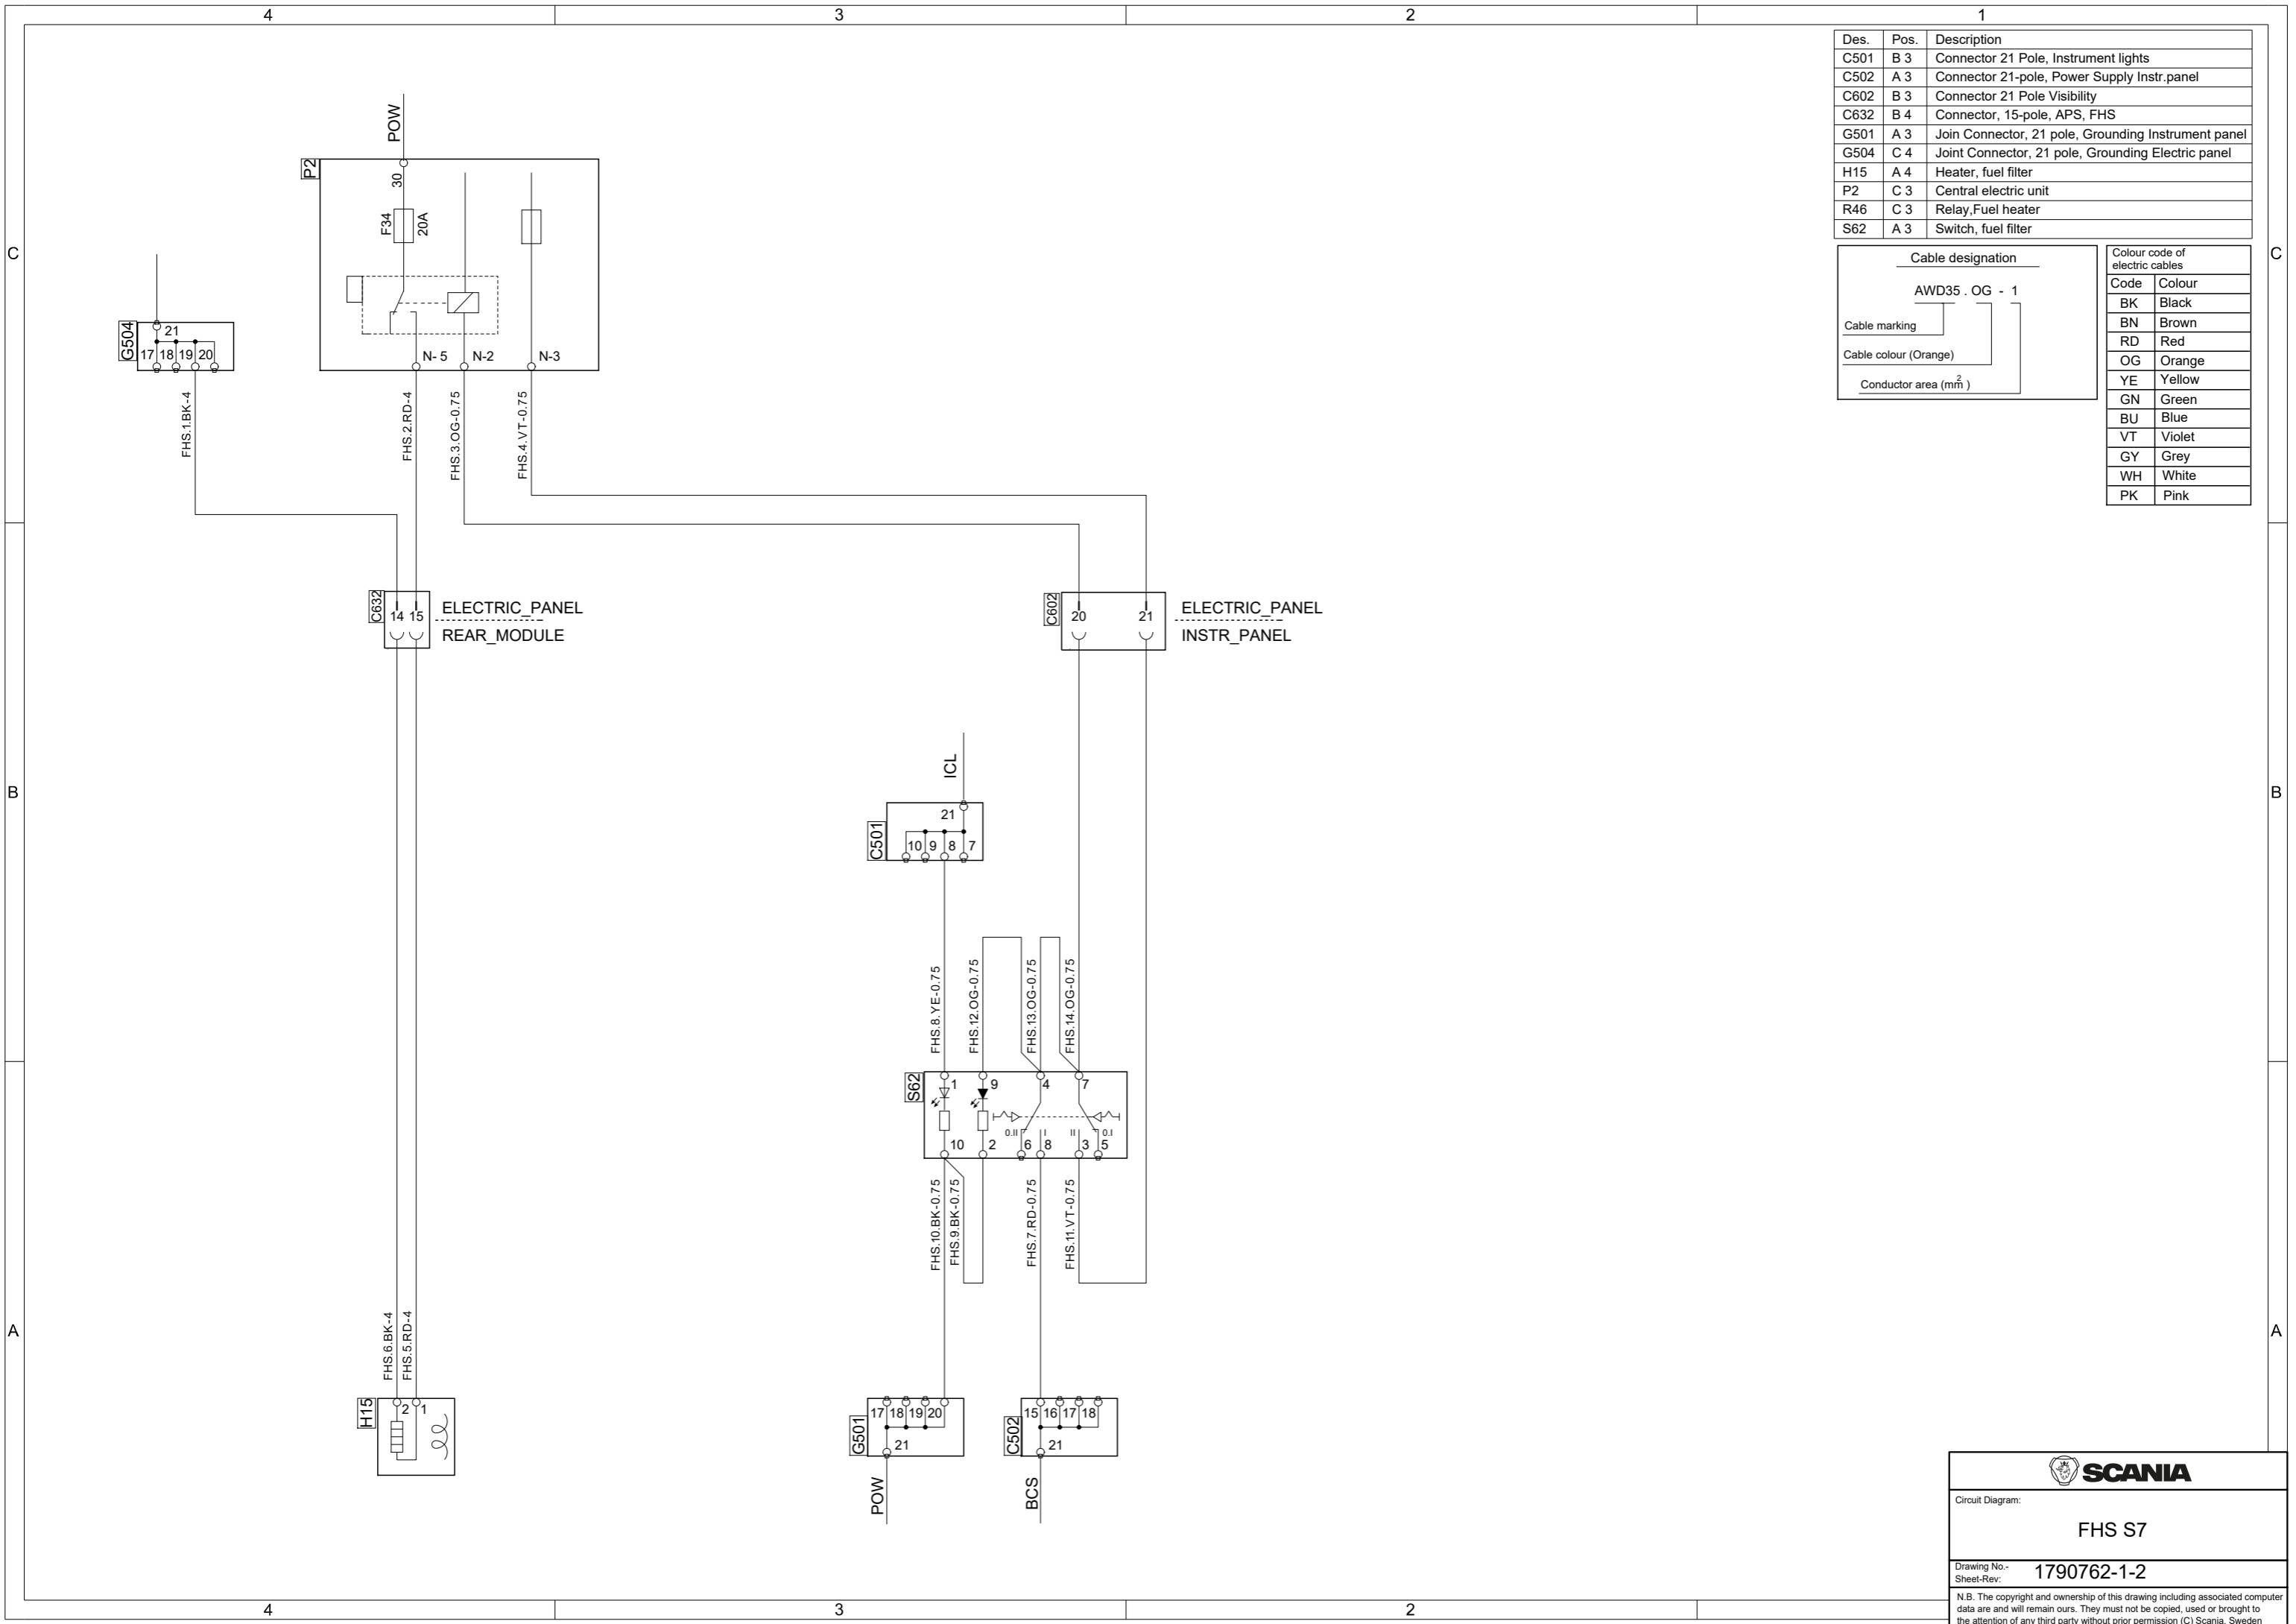 4 3 2 1
Des. Pos. Description
C501 B 3 Connector 21 Pole, Instrument lights
C502 A 3 Connector 21-pole, Power Supply Instr.panel
C602 B 3 Connector 21 Pole Visibility
C632 B 4 Connector, 15-pole, APS, FHS
G501 A 3 Join Connector, 21 pole, Grounding Instrument panel
G504 C 4 Joint Connector, 21 pole, Grounding Electric panel
H15 A 4 Heater, fuel filter
P2 C 3 Central electric unit
R46 C 3 Relay,Fuel heater
S62 A 3 Switch, fuel filter
Cable designation
AWD35 . OG - 1
Cable marking
Cable colour (Orange)
Conductor area (mm2)
Colour code of
electric cables
Code Colour
BK Black
BN Brown
RD Red
OG Orange
YE Yellow
GN Green
BU Blue
VT Violet
GY Grey
WH White
PK Pink
C C
POW
P2
30
F34
20A
N- 5 N-2 N-3
G504
21
17 18 19 20
FHS.1.BK-4
FHS.2.RD-4
FHS.3.OG-0.75
FHS.4.VT-0.75
C632
14 15
ELECTRIC_PANEL
REAR_MODULE
C602
20 21
ELECTRIC_PANEL
INSTR_PANEL
B B
ICL
C501
21
10 9 8 7
FHS.8.YE-0.75
FHS.12.OG-0.75
FHS.13.OG-0.75
FHS.14.OG-0.75
S62
1 9 4 7
0.II I II 0.I
10 2 6 8 3 5
FHS.10.BK-0.75
FHS.9.BK-0.75
FHS.7.RD-0.75
FHS.11.VT-0.75
A A
FHS.6.BK-4
FHS.5.RD-4
H15
2 1
G501
17 18 19 20
21
POW
C502
15 16 17 18
21
BCS
SCANIA
Circuit Diagram:
FHS S7
Drawing No.-
Sheet-Rev:
1790762-1-2
N.B. The copyright and ownership of this drawing including associated computer
data are and will remain ours. They must not be copied, used or brought to
the attention of any third party without prior permission (C) Scania, Sweden
4 3 2